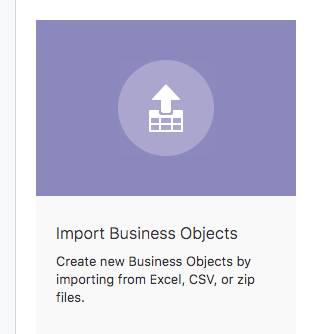 Import Business Objects
Create new Business Objects by
importing from Excel, CSV, or zip
files.